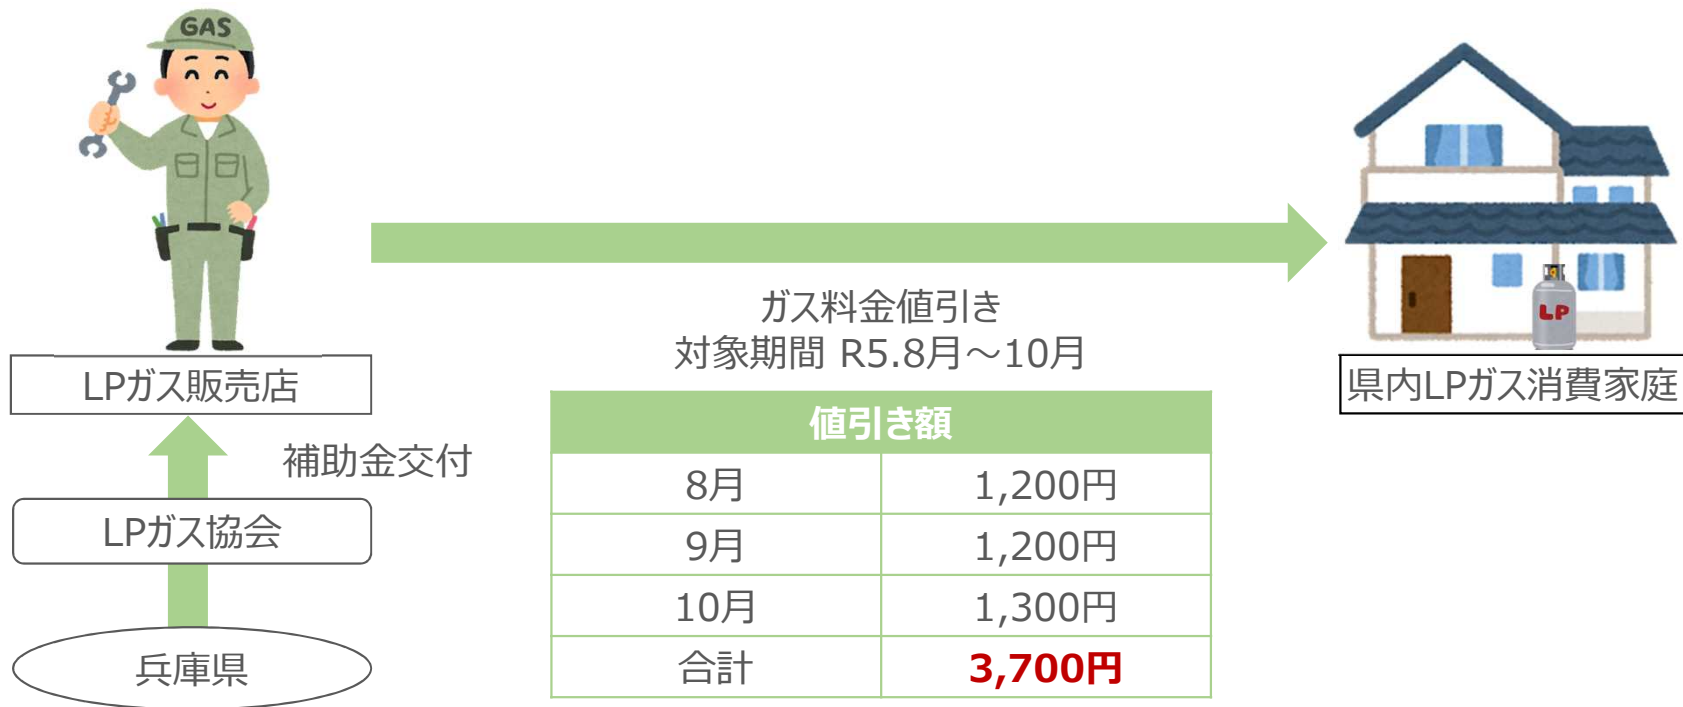 GAS
LPガス販売店
補助金交付
LPガス協会
兵庫県
ガス料金値引き
対象期間 R5.8月～10月
値引き額
8月 1,200円
9月 1,200円
10月 1,300円
合計 3,700円
LP
県内LPガス消費家庭